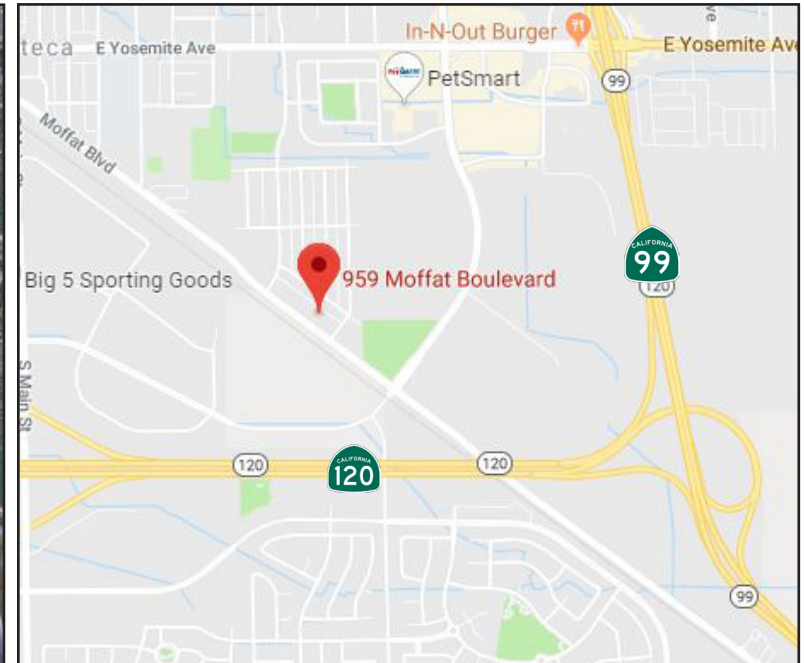 In-N-Out Burger
teca
E Yosemite Ave
E Yosemite Ave
PetSmart
99
Moffat Blvd
CALIFORNIA
99
120
Big 5 Sporting Goods
959 Moffat Boulevard
S Main St
120
CALIFORNIA
120
120
99